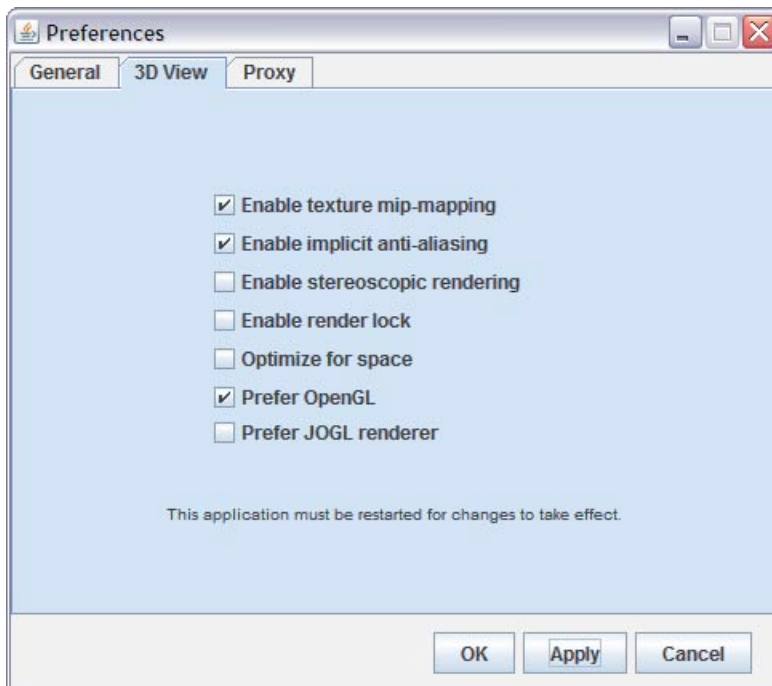 Preferences
General 3D View Proxy
Enable texture mip-mapping
Enable implicit anti-aliasing
Enable stereoscopic rendering
Enable render lock
Optimize for space
Prefer OpenGL
Prefer JOGL renderer
This application must be restarted for changes to take effect.
OK Apply Cancel